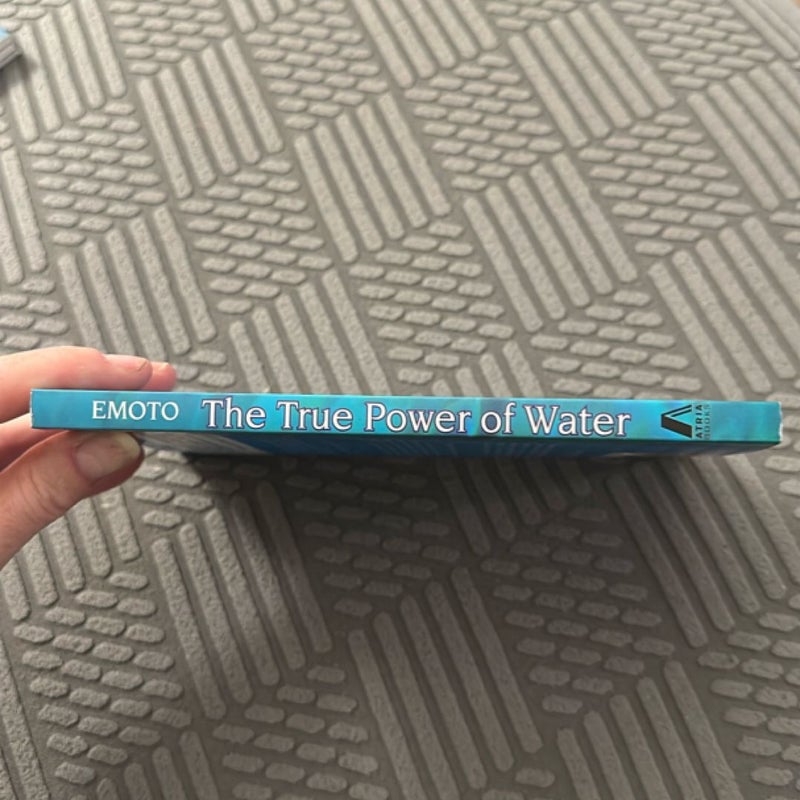 EMOTO The True Power of Water
ATRIA
BOOKS